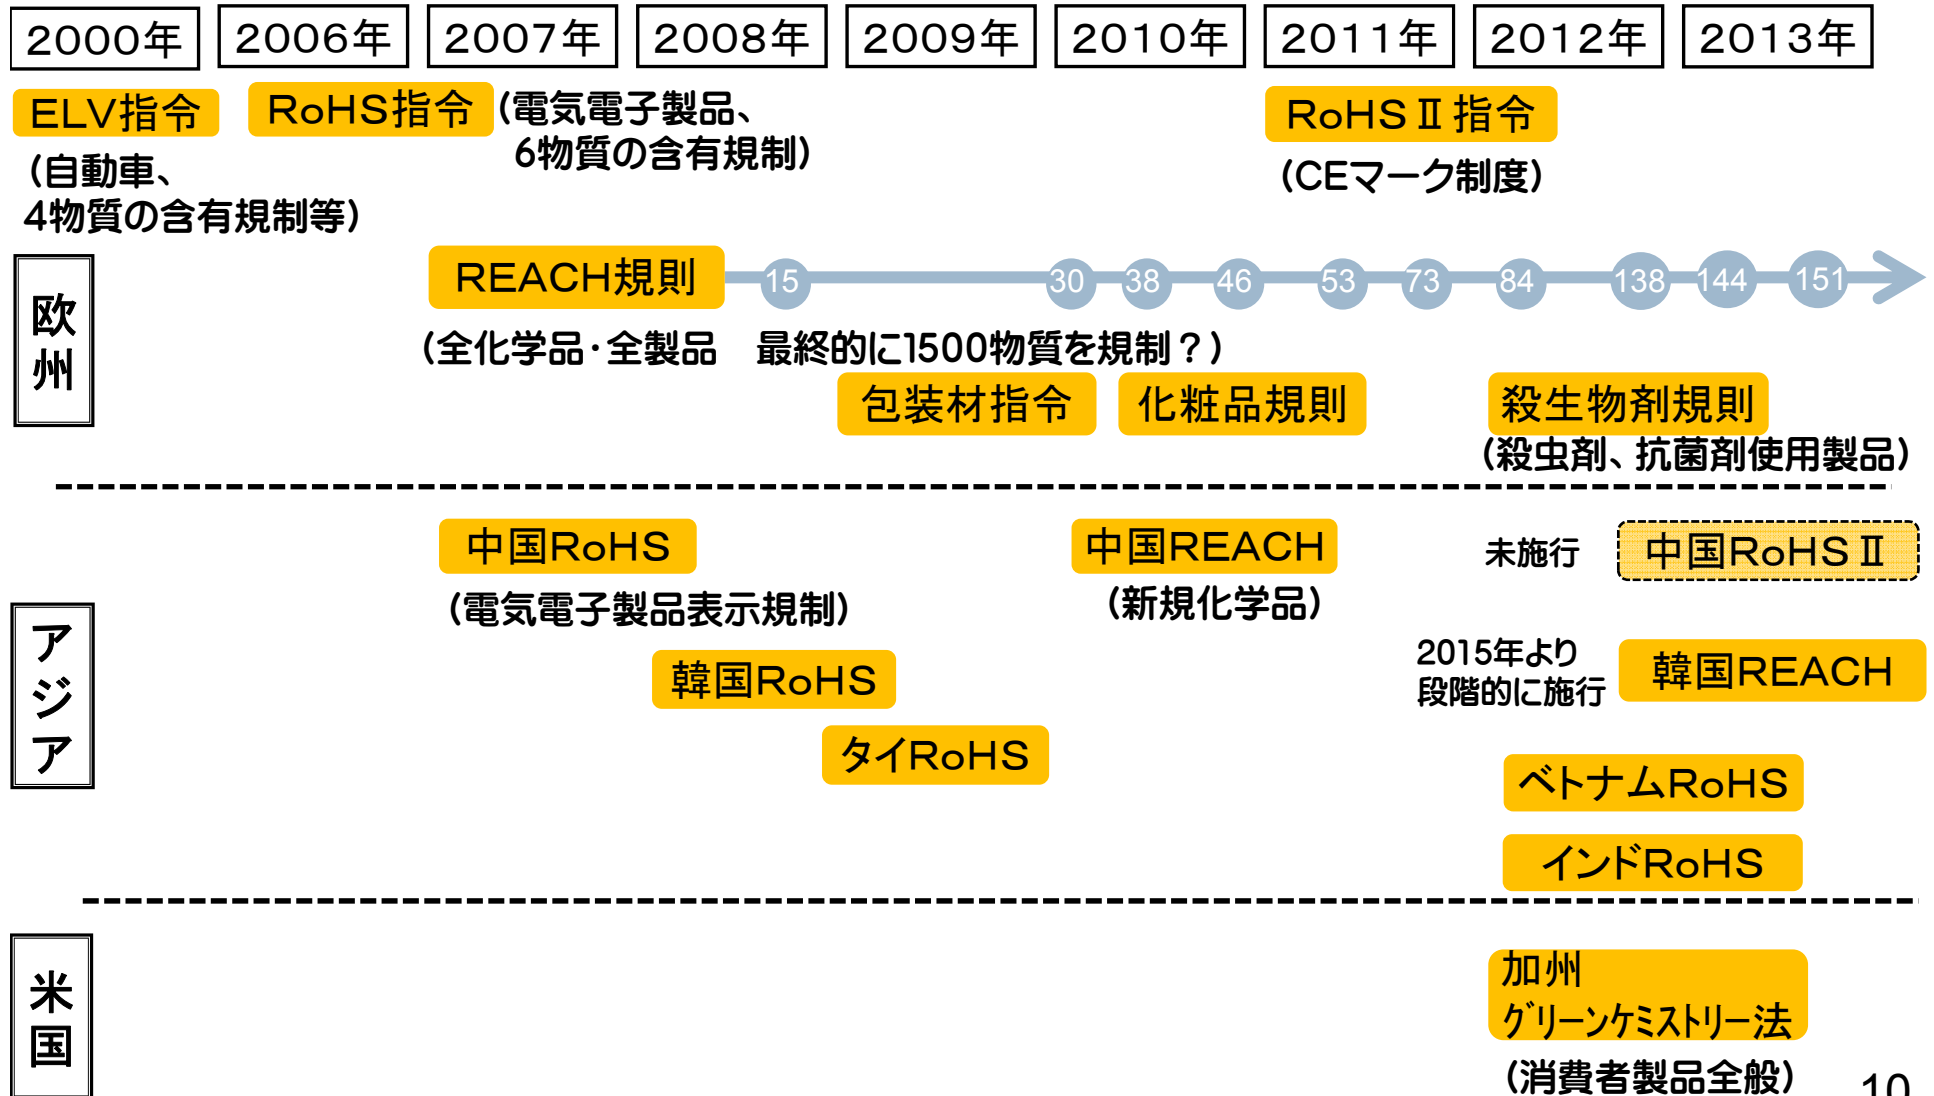 2000年 2006年 2007年 2008年 2009年 2010年 2011年 2012年 2013年
ELV指令
(自動車、
4物質の含有規制等)
RoHS指令
(電気電子製品、
6物質の含有規制)
RoHSⅡ指令
(CEマーク制度)
欧州
REACH規則
15 30 38 46 53 73 84 138 144 151
(全化学品・全製品 最終的に1500物質を規制？)
包装材指令
化粧品規則
殺生物剤規則
(殺虫剤、抗菌剤使用製品)
アジア
中国RoHS
(電気電子製品表示規制)
中国REACH
(新規化学品)
未施行
中国RoHSⅡ
韓国RoHS
2015年より
段階的に施行
韓国REACH
タイRoHS
ベトナムRoHS
インドRoHS
米国
加州
グリーンケミストリー法
(消費者製品全般)
10